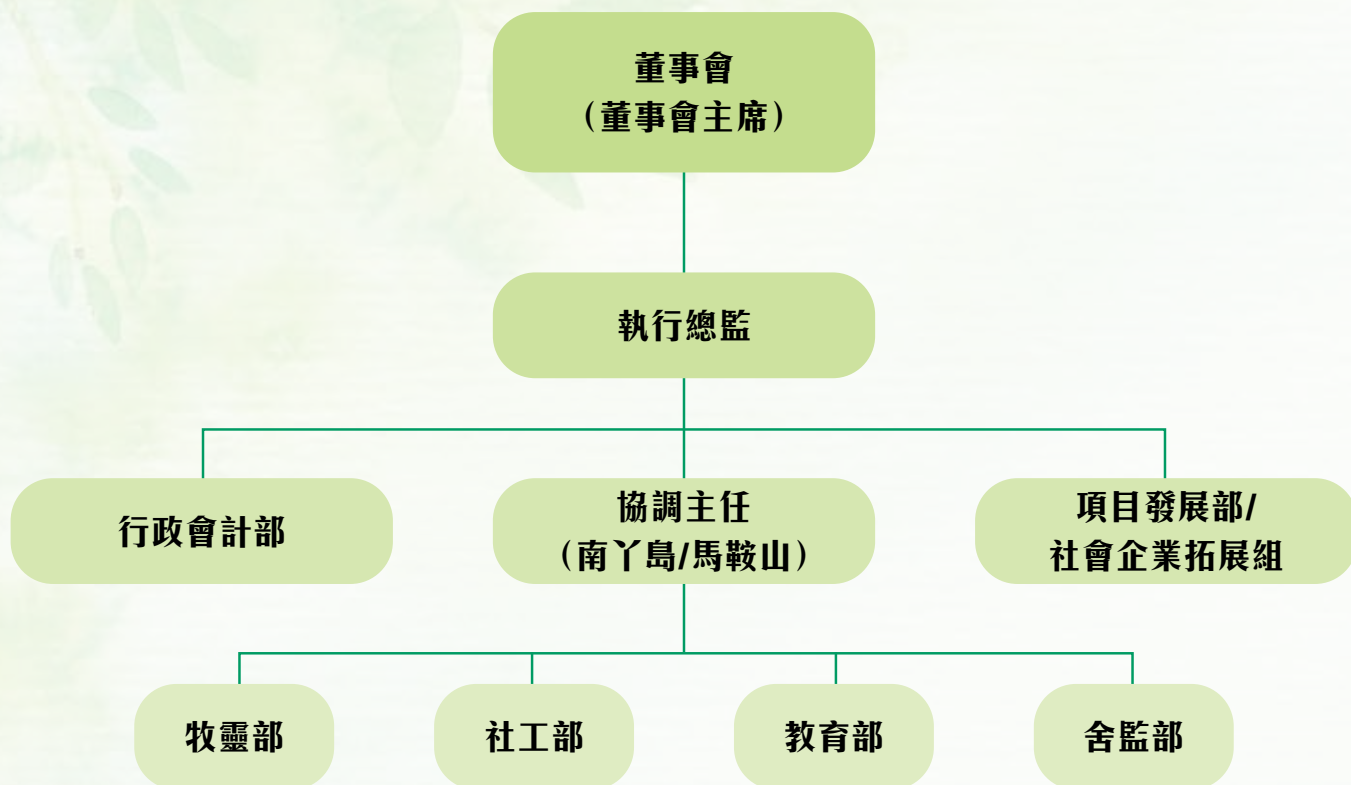 董事會
（董事會主席）
執行總監
行政會計部
協調主任
（南丫島/馬鞍山）
項目發展部/
社會企業拓展組
牧靈部
社工部
教育部
舍監部